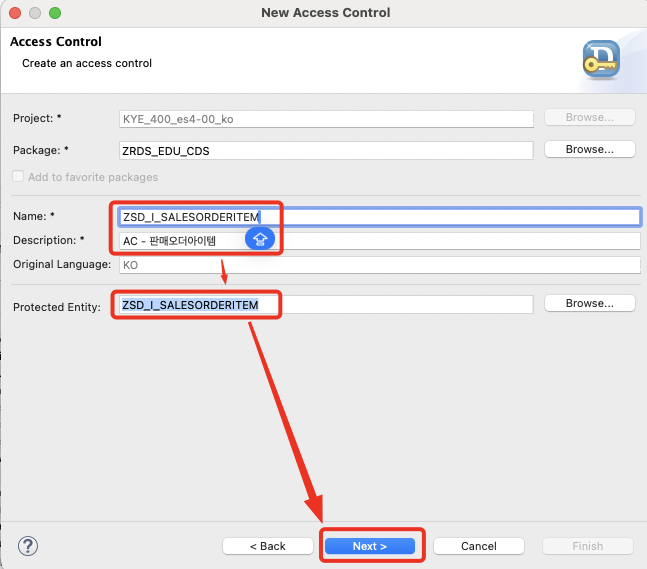 New Access Control
Access Control
Create an access control
Project: * KYE_400_es4-00_ko Browse...
Package: * ZRDS_EDU_CDS Browse...
Add to favorite packages
Name: * ZSD_I_SALESORDERITEM
Description: * AC - 판매오더아이템
Original Language: KO
Protected Entity: ZSD_I_SALESORDERITEM Browse...
? < Back Next > Cancel Finish